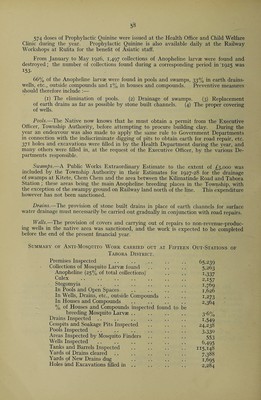 58
574 doses of Prophylactic Quinine were issued at the Health Office and Child Welfare
Clinic during the year. Prophylactic Quinine is also available daily at the Railway
Workshops at Rutita for the benefit of Asiatic staff.
From January to May 1926, 1,497 collections of Anopheline larvæ were found and
destroyed; the number of collections found during a corresponding period in 1925 was
153.
66% of the Anopheline larvæ were found in pools and swamps, 33% in earth drains,
wells, etc., outside compounds and 1% in houses and compounds. Preventive measures
should therefore include :—
(1) The elimination of pools. (2) Drainage of swamps. (3) Replacement
of earth drains as far as possible by stone built channels. (4) The proper covering
of wells.
Pools.—The Native now knows that he must obtain a permit from the Executive
Officer, Township Authority, before attempting to procure building clay. During the
year an endeavour was also made to apply the same rule to Government Departments
in connection with the indiscriminate digging of pits to obtain earth for road repair, etc.
371 holes and excavations were filled in by the Health Department during the year, and
many others were filled in, at the request of the Executive Officer, by the various De-
partments responsible.
Swamps.—A Public Works Extraordinary Estimate to the extent of £5,000 was
included by the Township Authority in their Estimates for 1927-28 for the drainage
of swamps at Kitete, Chem Chem and the area between the Kilimatinde Road and Tabora
Station; these areas being the main Anopheline breeding places in the Township, with
the exception of the swamp ground on Railway land north of the line. This expenditure
however has not been sanctioned.
Drains.—The provision of stone built drains in place of earth channels for surface
water drainage must necessarily be carried out gradually in conjunction with road repairs.
Walls.—The provision of covers and carrying out of repairs to non-revenue-produc-
ing wells in the native area was sanctioned, and the work is expected to be completed
before the end of the present financial year.
Summary of Anti-Mosquito Work carried out at Fifteen Out-Stations of
Tabora District.
Premises Inspected .. .. .. .. .. 65,239
Collections of Mosquito Larvæ found .. .. .. 5,263
Anopheline (25% of total collections) .. .. 1,337
Culex .. .. .. .. .. .. 2,157
Stegomyia .. .. .. .. .. 1,769
In Pools and Open Spaces .. .. .. 1,626
In Wells, Drains, etc., outside Compounds .. 1,273
In Houses and Compounds .. .. .. 2,364
% of Houses and Compounds inspected found to be
breeding Mosquito Larvæ .. .. .. 3·6%
Drains Inspected .. .. .. .. .. 1,549
Cesspits and Soakage Pits Inspected .. .. .. 24,238
Pools Inspected .. .. .. .. .. 3,330
Areas Inspected by Mosquito Finders .. .. 553
Wells Inspected .. .. .. .. .. 6,493
Tanks and Barrels Inspected .. .. .. 115,148
Yards of Drains cleared .. .. .. .. 7,388
Yards of New Drains dug .. .. .. .. 1,695
Holes and Excavations filled in .. .. .. 2,284